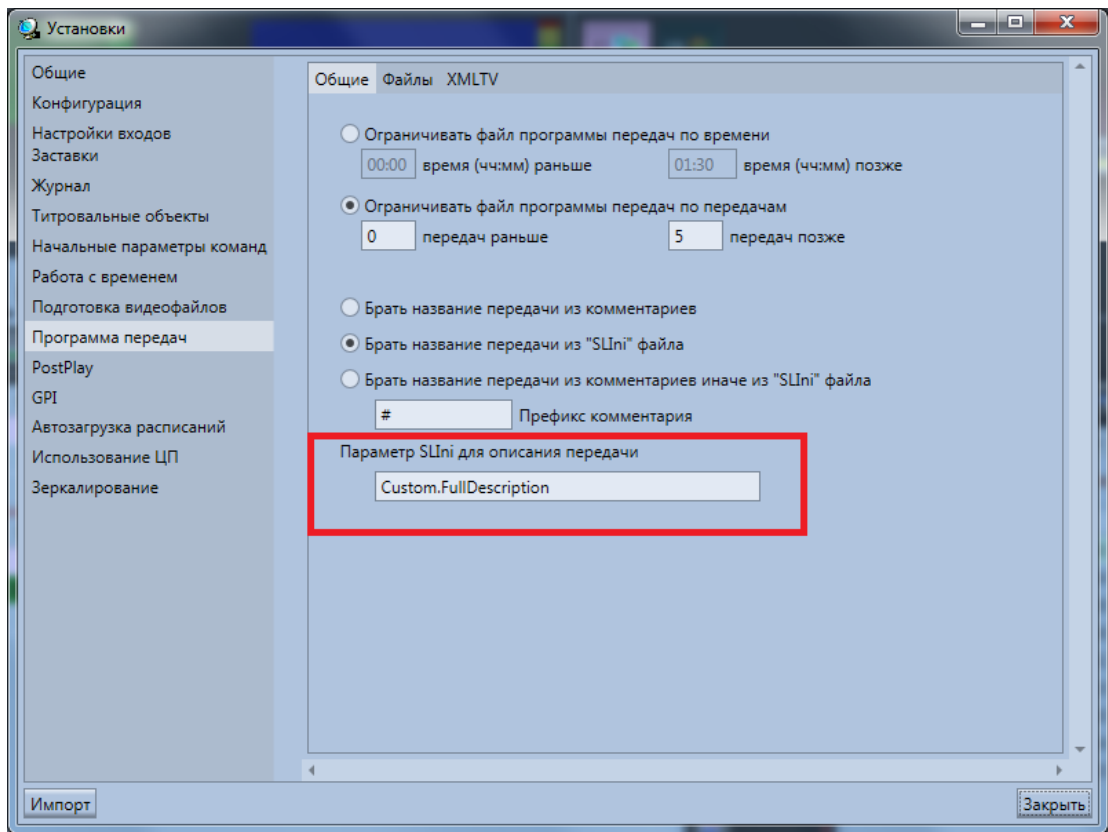 Установки
Общие
Конфигурация
Настройки входов
Заставки
Журнал
Титровальные объекты
Начальные параметры команд
Работа с временем
Подготовка видеофайлов
Программа передач
PostPlay
GPI
Автозагрузка расписаний
Использование ЦП
Зеркалирование
Общие Файлы XMLTV
Ограничивать файл программы передач по времени
00:00 время (чч:мм) раньше 01:30 время (чч:мм) позже
Ограничивать файл программы передач по передачам
0 передач раньше 5 передач позже
Брать название передачи из комментариев
Брать название передачи из "SLIni" файла
Брать название передачи из комментариев иначе из "SLIni" файла
# Префикс комментария
Параметр SLIni для описания передачи
Custom.FullDescription
Импорт Закрыть